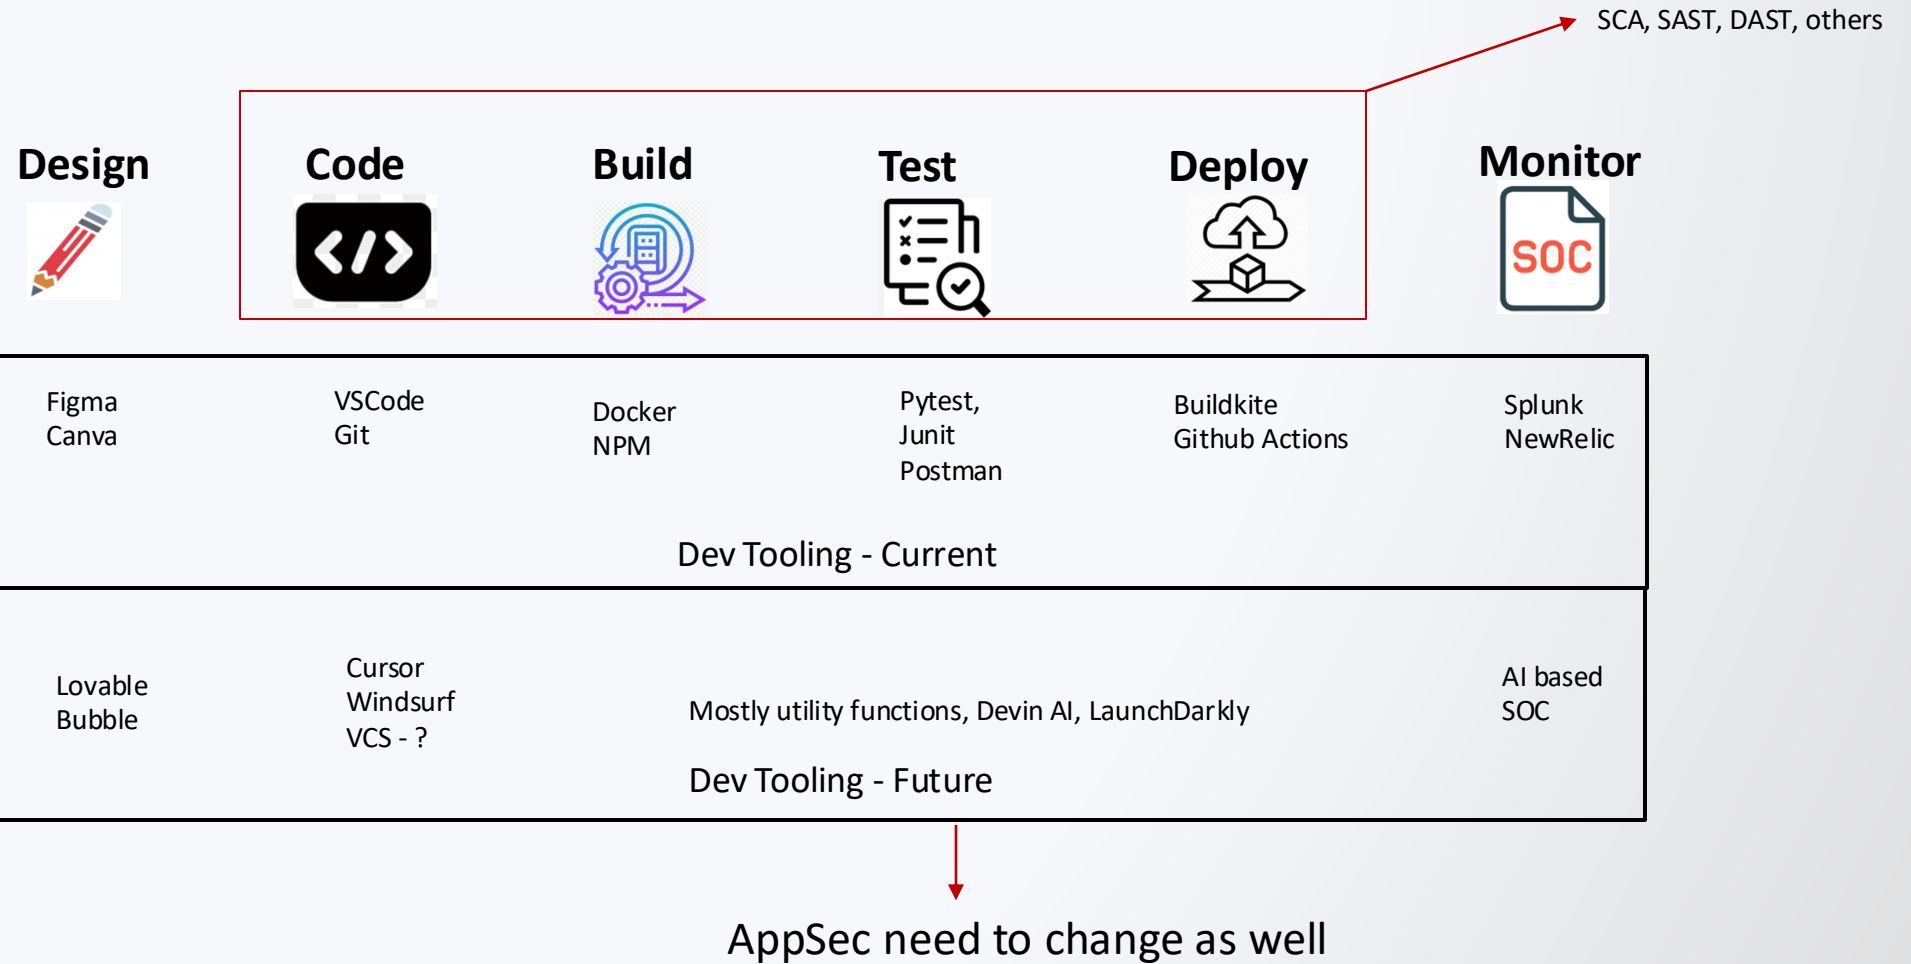 SCA, SAST, DAST, others
Design
Code
Build
Test
Deploy
Monitor
</>
SOC
Figma
Canva
VSCode
Git
Docker
NPM
Pytest,
Junit
Postman
Buildkite
Github Actions
Splunk
NewRelic
Dev Tooling - Current
Lovable
Bubble
Cursor
Windsurf
VCS - ?
Mostly utility functions, Devin AI, LaunchDarkly
AI based
SOC
Dev Tooling - Future
AppSec need to change as well